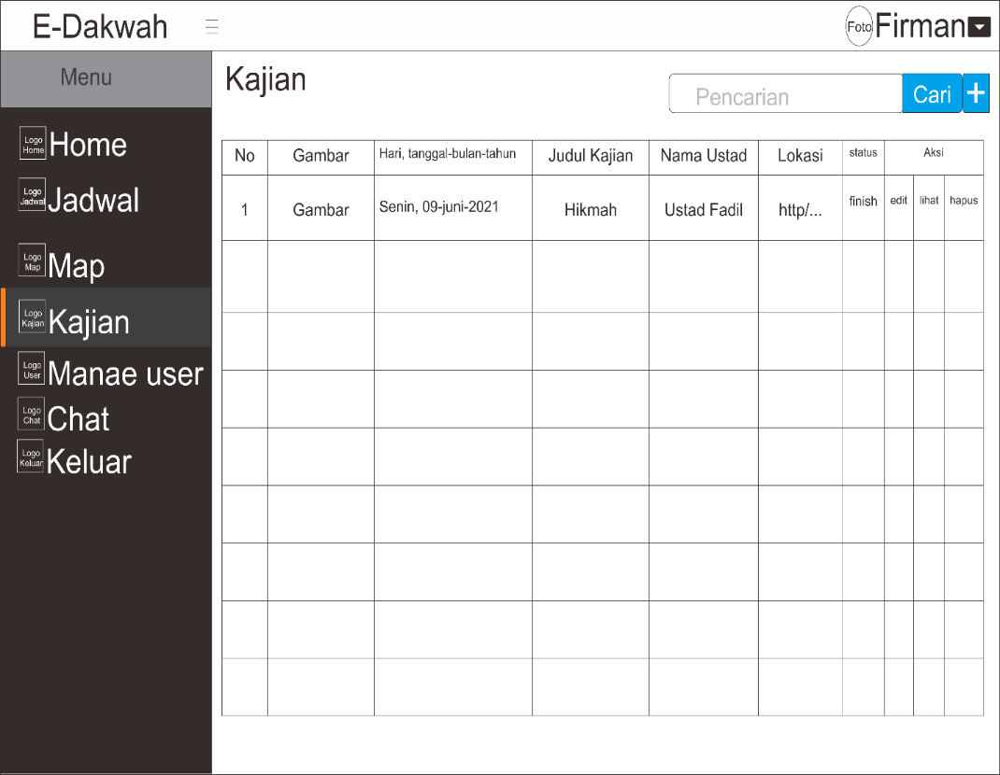 E-Dakwah
Foto Firman
Menu
Kajian
Pencarian
Cari +
Logo
Home
Home
Logo
Jadwal
Jadwal
Logo
Map
Map
Logo
Kajian
Kajian
Logo
User
Manae user
Logo
Chat
Chat
Logo
Keluar
Keluar
No Gambar Hari, tanggal-bulan-tahun Judul Kajian Nama Ustad Lokasi status Aksi
1 Gambar Senin, 09-juni-2021 Hikmah Ustad Fadil http/... finish edit lihat hapus